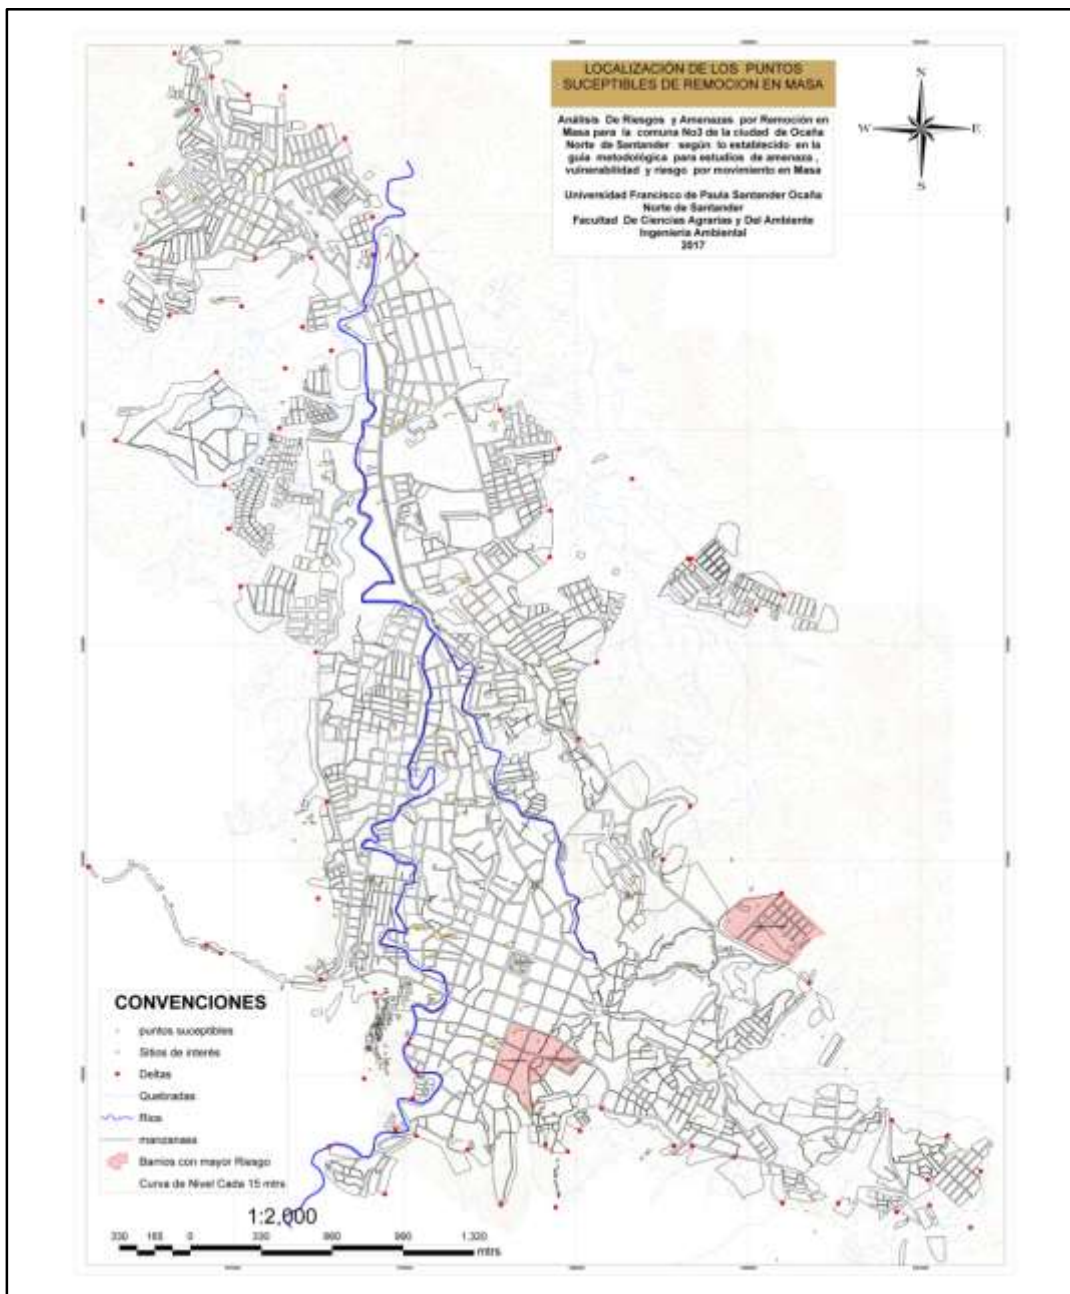 LOCALIZACIÓN DE LOS PUNTOS
SUCEPTIBLES DE REMOCION EN MASA
Análisis De Riesgos y Amenazas por Remoción en
Masa para la comuna No3 de la ciudad de Ocaña
Norte de Santander según lo establecido en la
guia metodológica para estudios de amenaza ,
vulnerabilidad y riesgo por movimiento en Masa
Universidad Francisco de Paula Santander Ocaña
Norte de Santander
Facultad De Ciencias Agrarias y Del Ambiente
Ingeniería Ambiental
2017
N
W E
S
CONVENCIONES
puntos suceptibles
Sitios de interés
Deltas
Quebradas
Rios
manzanaas
Barrios con mayor Riesgo
Curva de Nivel Cada 15 mtrs
1:2,000
330 165 0 330 660 990 1.320
mtrs